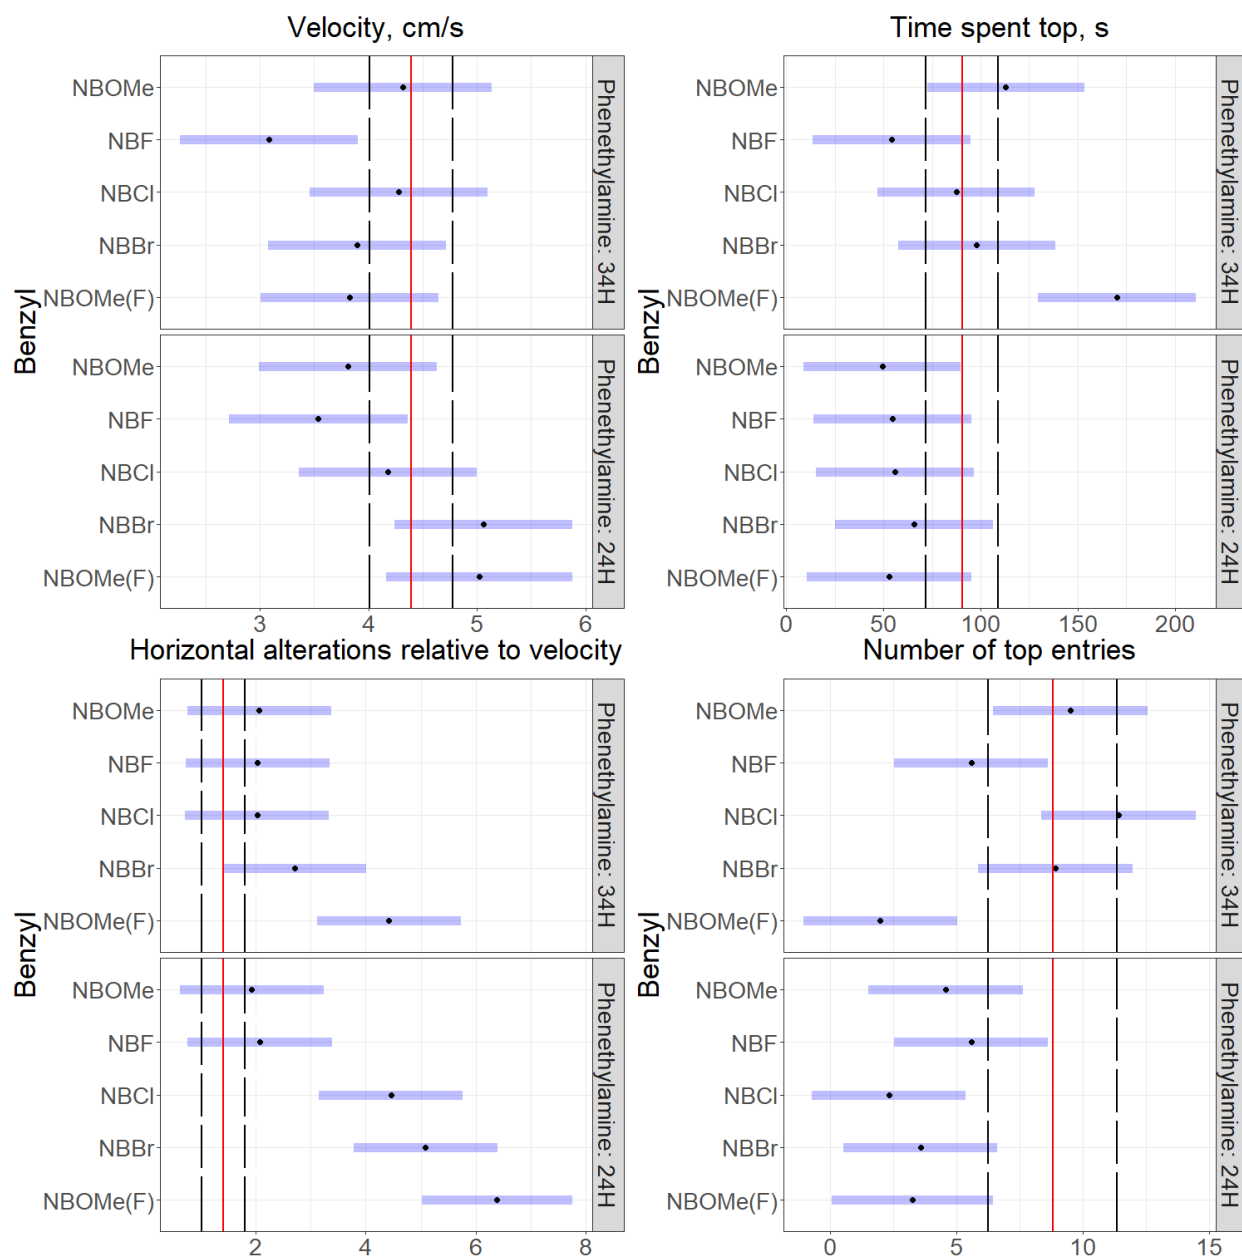 Velocity, cm/s
NBOMe
NBF
NBCl
NBBr
NBOMe(F)
Phenethylamine: 34H
NBOMe
NBF
NBCl
NBBr
NBOMe(F)
Phenethylamine: 24H
Benzyl
3 4 5 6
Time spent top, s
NBOMe
NBF
NBCl
NBBr
NBOMe(F)
Phenethylamine: 34H
NBOMe
NBF
NBCl
NBBr
NBOMe(F)
Phenethylamine: 24H
Benzyl
0 50 100 150 200
Horizontal alterations relative to velocity
NBOMe
NBF
NBCl
NBBr
NBOMe(F)
Phenethylamine: 34H
NBOMe
NBF
NBCl
NBBr
NBOMe(F)
Phenethylamine: 24H
Benzyl
2 4 6 8
Number of top entries
NBOMe
NBF
NBCl
NBBr
NBOMe(F)
Phenethylamine: 34H
NBOMe
NBF
NBCl
NBBr
NBOMe(F)
Phenethylamine: 24H
Benzyl
0 5 10 15